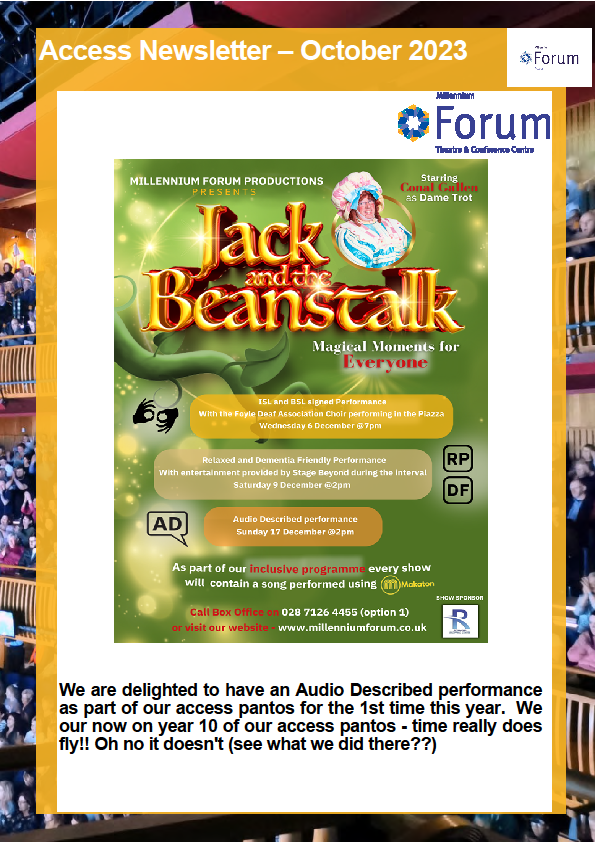 Access Newsletter – October 2023
Millennium
Forum
Millennium
Forum
Theatre & Conference Centre
MILLENNIUM FORUM PRODUCTIONS
PRESENTS
Starring
Conal Gallen
as Dame Trot
Jack
and the
Beanstalk
Magical Moments for
Everyone
ISL and BSL signed Performance
With the Foyle Deaf Association Choir performing in the Piazza
Wednesday 6 December @7pm
Relaxed and Dementia Friendly Performance
With entertainment provided by Stage Beyond during the interval
Saturday 9 December @2pm
RP
DF
AD
Audio Described performance
Sunday 17 December @2pm
As part of our inclusive programme every show
will contain a song performed using Makaton
SHOW SPONSOR
Call Box Office on 028 7126 4455 (option 1)
or visit our website - www.millenniumforum.co.uk
R
We are delighted to have an Audio Described performance
as part of our access pantos for the 1st time this year. We
our now on year 10 of our access pantos - time really does
fly!! Oh no it doesn't (see what we did there??)